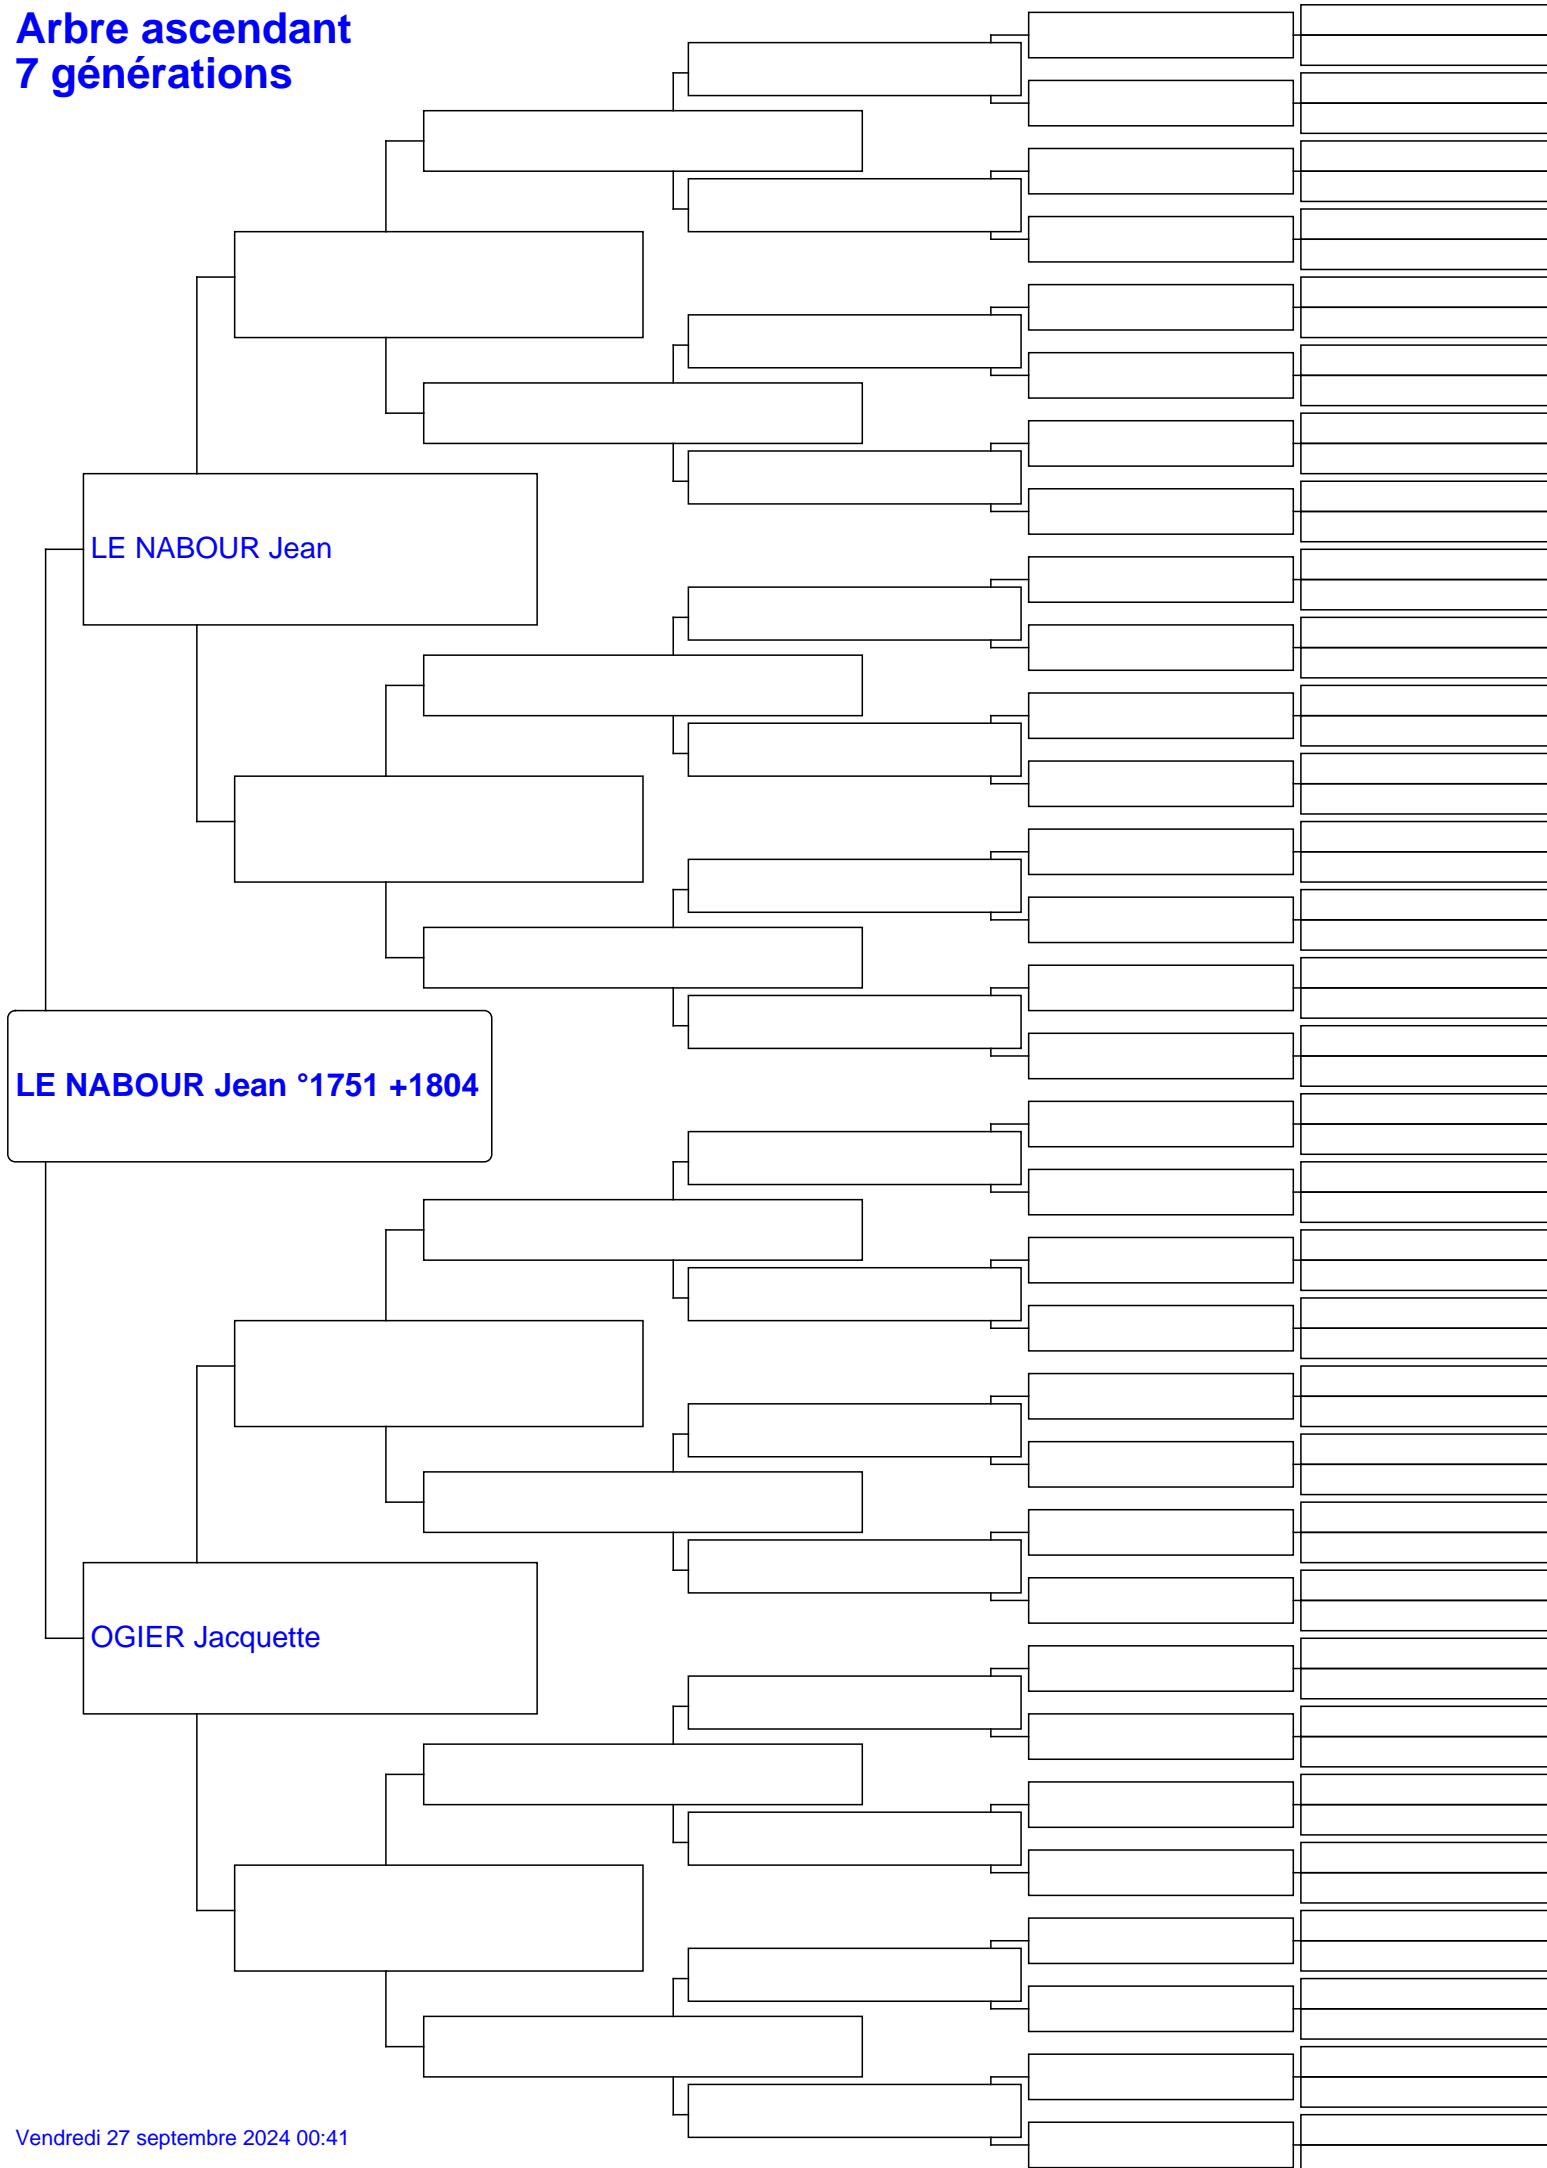 Arbre ascendant
7 générations
LE NABOUR Jean
LE NABOUR Jean °1751 +1804
OGIER Jacquette
Vendredi 27 septembre 2024 00:41